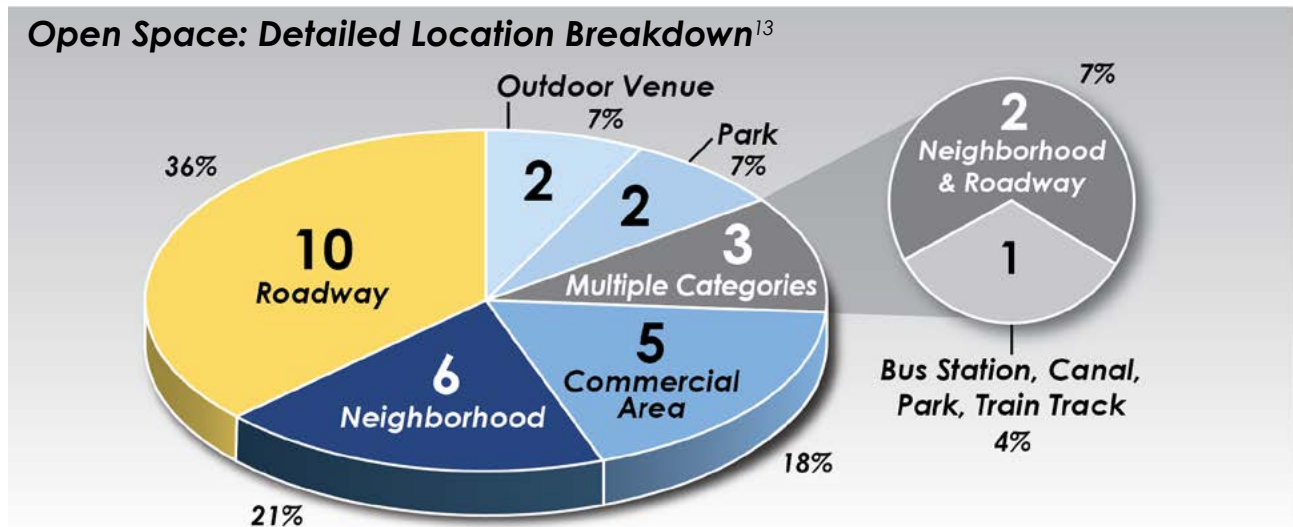 Open Space: Detailed Location Breakdown13
Outdoor Venue
7%
Park
7%
36%
2
2
10
Roadway
3
Multiple Categories
5
Commercial
Area
6
Neighborhood
18%
21%
7%
2
Neighborhood
& Roadway
1
Bus Station, Canal,
Park, Train Track
4%